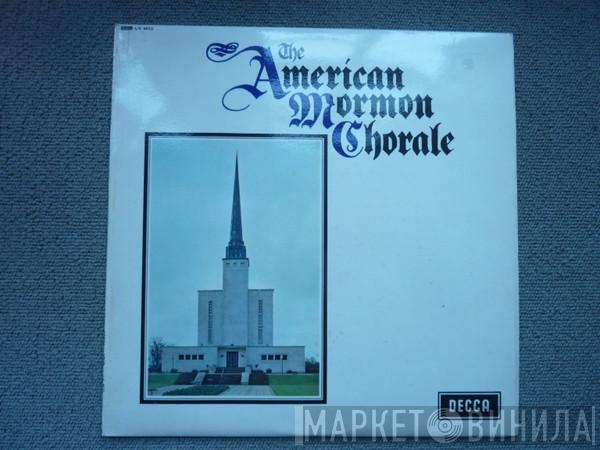 The
American
Mormon
Chorale
DECCA
МАРКЕТ ВИНИЛА